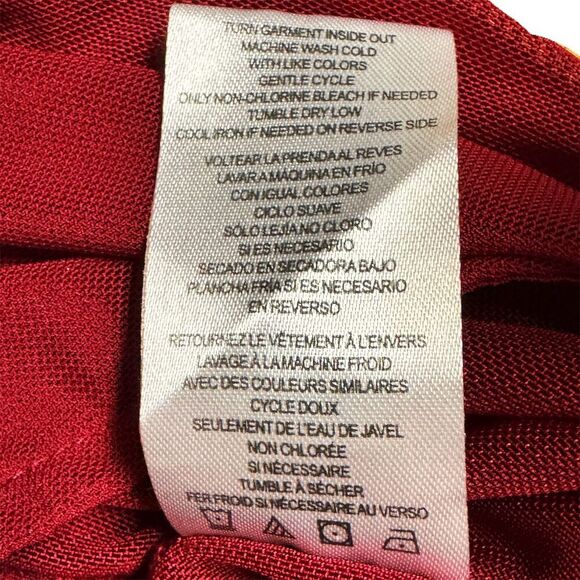 TURN GARMENT INSIDE OUT
MACHINE WASH COLD
WITH LIKE COLORS
GENTLE CYCLE
ONLY NON-CHLORINE BLEACH IF NEEDED
TUMBLE DRY LOW
COOL IRON IF NEEDED ON REVERSE SIDE
VOLTEAR LA PRENDA AL REVES
LAVAR A MAQUINA EN FRÍO
CON IGUAL COLORES
CICLO SUAVE
SÓLO LEJÍA NO CLORO
SI ES NECESARIO
SECADO EN SECADORA BAJO
PLANCHA FRÍA SI ES NECESARIO
EN REVERSO
RETOURNEZ LE VÊTEMENT À L'ENVERS
LAVAGE À LA MACHINE FROID
AVEC DES COULEURS SIMILAIRES
CYCLE DOUX
SEULEMENT DE L'EAU DE JAVEL
NON CHLORÉE
SI NÉCESSAIRE
TUMBLE À SÉCHER
FER FROID SI NÉCESSAIRE AU VERSO